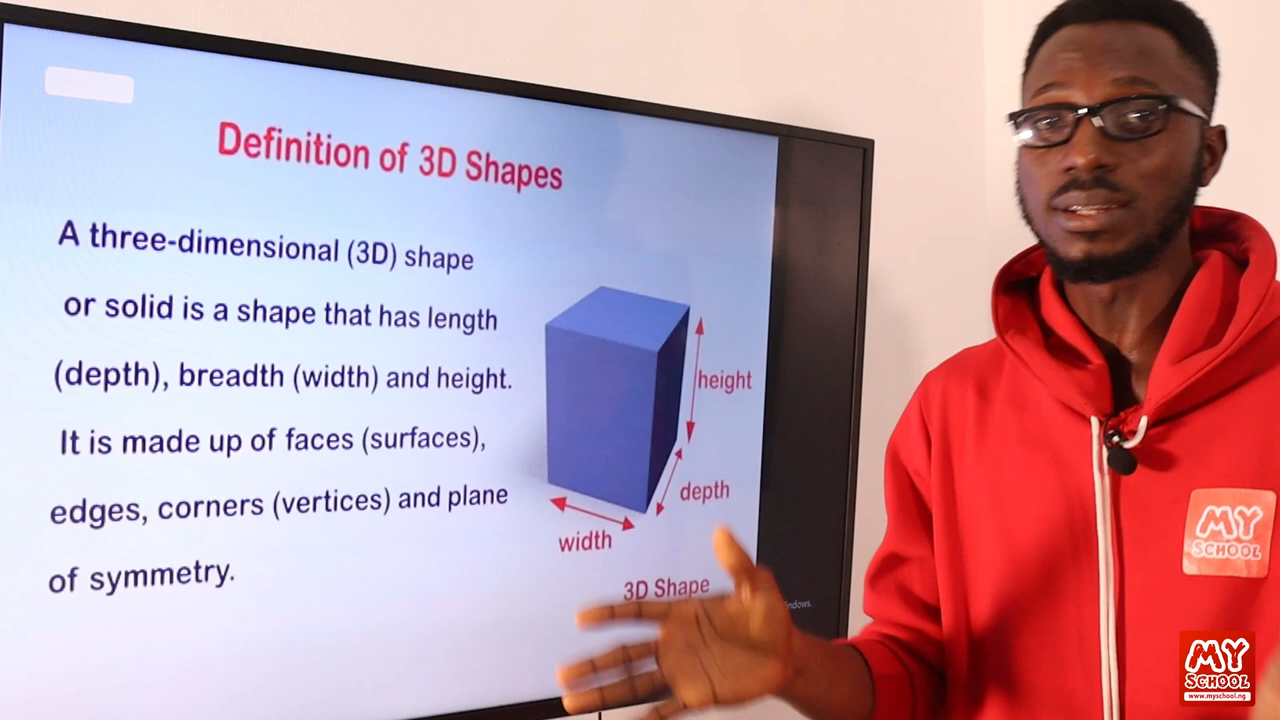 Definition of 3D Shapes
A three-dimensional (3D) shape
or solid is a shape that has length
(depth), breadth (width) and height.
It is made up of faces (surfaces),
edges, corners (vertices) and plane
of symmetry.
height
depth
width
3D Shape
MY
SCHOOL
MY
SCHOOL
www.myschool.ng